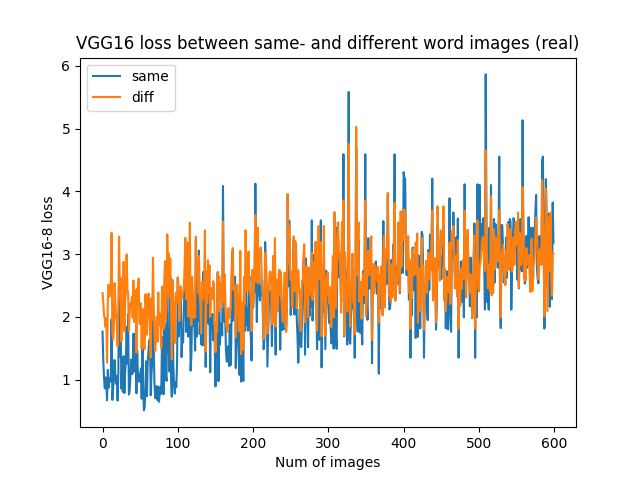 VGG16 loss between same- and different word images (real)
same
diff
6
5
4
3
2
1
VGG16-8 loss
0 100 200 300 400 500 600
Num of images